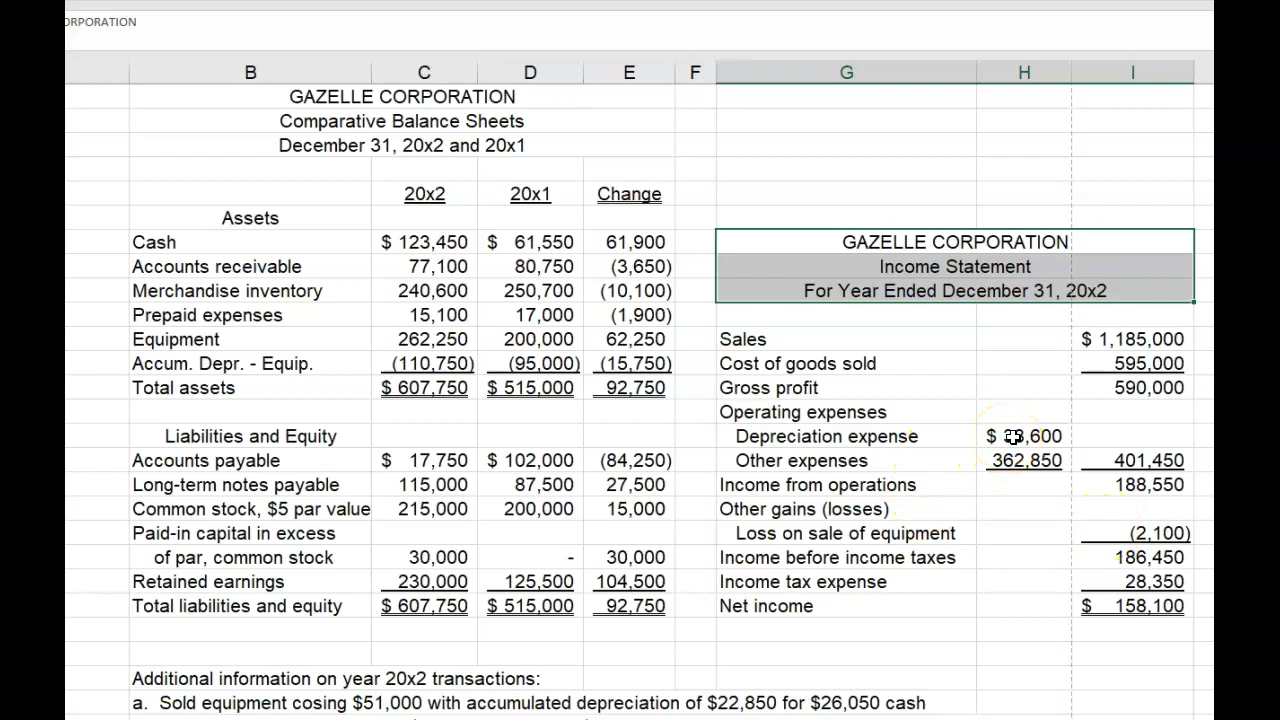 ORPORATION
B C D E F G H I
GAZELLE CORPORATION
Comparative Balance Sheets
December 31, 20x2 and 20x1
20x2 20x1 Change
Assets
Cash $ 123,450 $ 61,550 61,900
Accounts receivable 77,100 80,750 (3,650)
Merchandise inventory 240,600 250,700 (10,100)
Prepaid expenses 15,100 17,000 (1,900)
Equipment 262,250 200,000 62,250
Accum. Depr. - Equip. (110,750) (95,000) (15,750)
Total assets $ 607,750 $ 515,000 92,750
Liabilities and Equity
Accounts payable $ 17,750 $ 102,000 (84,250)
Long-term notes payable 115,000 87,500 27,500
Common stock, $5 par value 215,000 200,000 15,000
Paid-in capital in excess
of par, common stock 30,000 - 30,000
Retained earnings 230,000 125,500 104,500
Total liabilities and equity $ 607,750 $ 515,000 92,750
GAZELLE CORPORATION
Income Statement
For Year Ended December 31, 20x2
Sales $ 1,185,000
Cost of goods sold 595,000
Gross profit 590,000
Operating expenses
Depreciation expense $
Other expenses 362,850 401,450
Income from operations 188,550
Other gains (losses)
Loss on sale of equipment (2,100)
Income before income taxes 186,450
Income tax expense 28,350
Net income $ 158,100
Additional information on year 20x2 transactions:
a. Sold equipment cosing $51,000 with accumulated depreciation of $22,850 for $26,050 cash